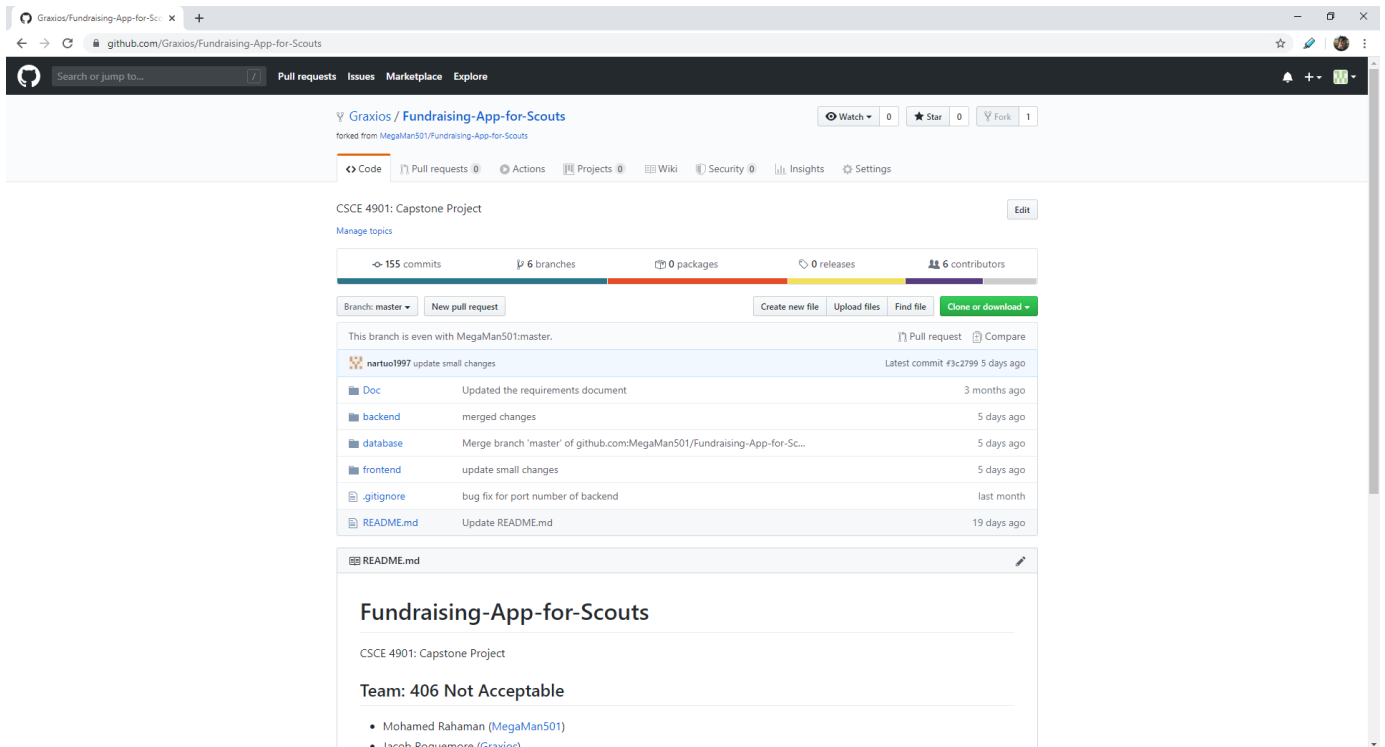 Graxios/Fundraising-App-for-Sco
github.com/Graxios/Fundraising-App-for-Scouts
Search or jump to... / Pull requests Issues Marketplace Explore
Graxios / Fundraising-App-for-Scouts Watch 0 Star 0 Fork 1
forked from MegaMan501/Fundraising-App-for-Scouts
Code Pull requests 0 Actions Projects 0 Wiki Security 0 Insights Settings
CSCE 4901: Capstone Project Edit
Manage topics
155 commits 6 branches 0 packages 0 releases 6 contributors
Branch: master New pull request Create new file Upload files Find file Clone or download
This branch is even with MegaMan501:master. Pull request Compare
nartuo1997 update small changes Latest commit f3c2799 5 days ago
Doc Updated the requirements document 3 months ago
backend merged changes 5 days ago
database Merge branch 'master' of github.com:MegaMan501/Fundraising-App-for-Sc... 5 days ago
frontend update small changes 5 days ago
.gitignore bug fix for port number of backend last month
README.md Update README.md 19 days ago
README.md
Fundraising-App-for-Scouts
CSCE 4901: Capstone Project
Team: 406 Not Acceptable
Mohamed Rahaman (MegaMan501)
Jacob Roquemore (Graxios)